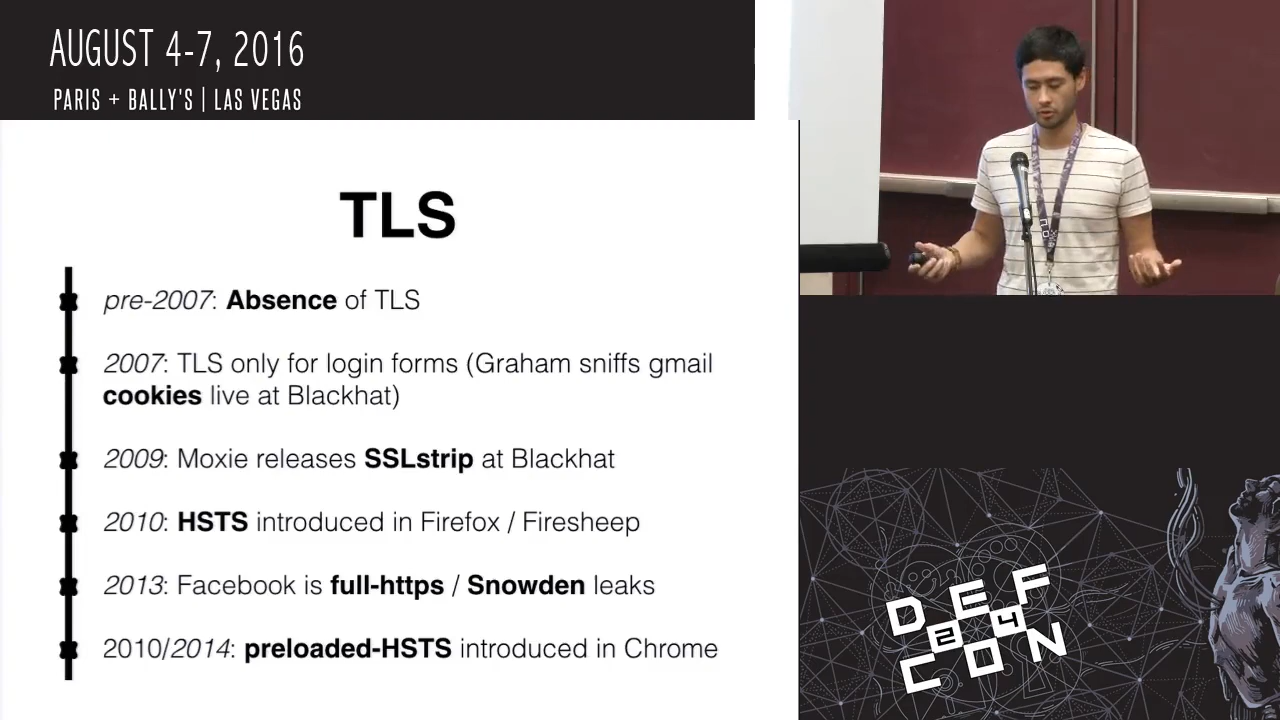 AUGUST 4-7, 2016
PARIS + BALLY'S | LAS VEGAS
TLS
pre-2007: Absence of TLS
2007: TLS only for login forms (Graham sniffs gmail
cookies live at Blackhat)
2009: Moxie releases SSLstrip at Blackhat
2010: HSTS introduced in Firefox / Firesheep
2013: Facebook is full-https / Snowden leaks
2010/2014: preloaded-HSTS introduced in Chrome
DEF
24
CON